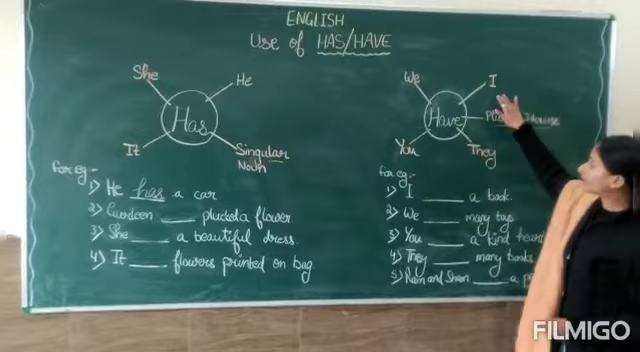 ENGLISH
Use of HAS/HAVE
She
He
Has
It
Singular
Noun
We
I
Have
You
They
For eg:-
1) He has a car
2) Gurdeen ___ plucked a flower.
3) She ___ a beautiful dress.
4) It ___ flowers printed on bag
for eg:-
1) I ___ a book.
2) We ___ many toys
3) You ___ a kind heart
4) They ___ many books
5) and ___ a
FILMIGO